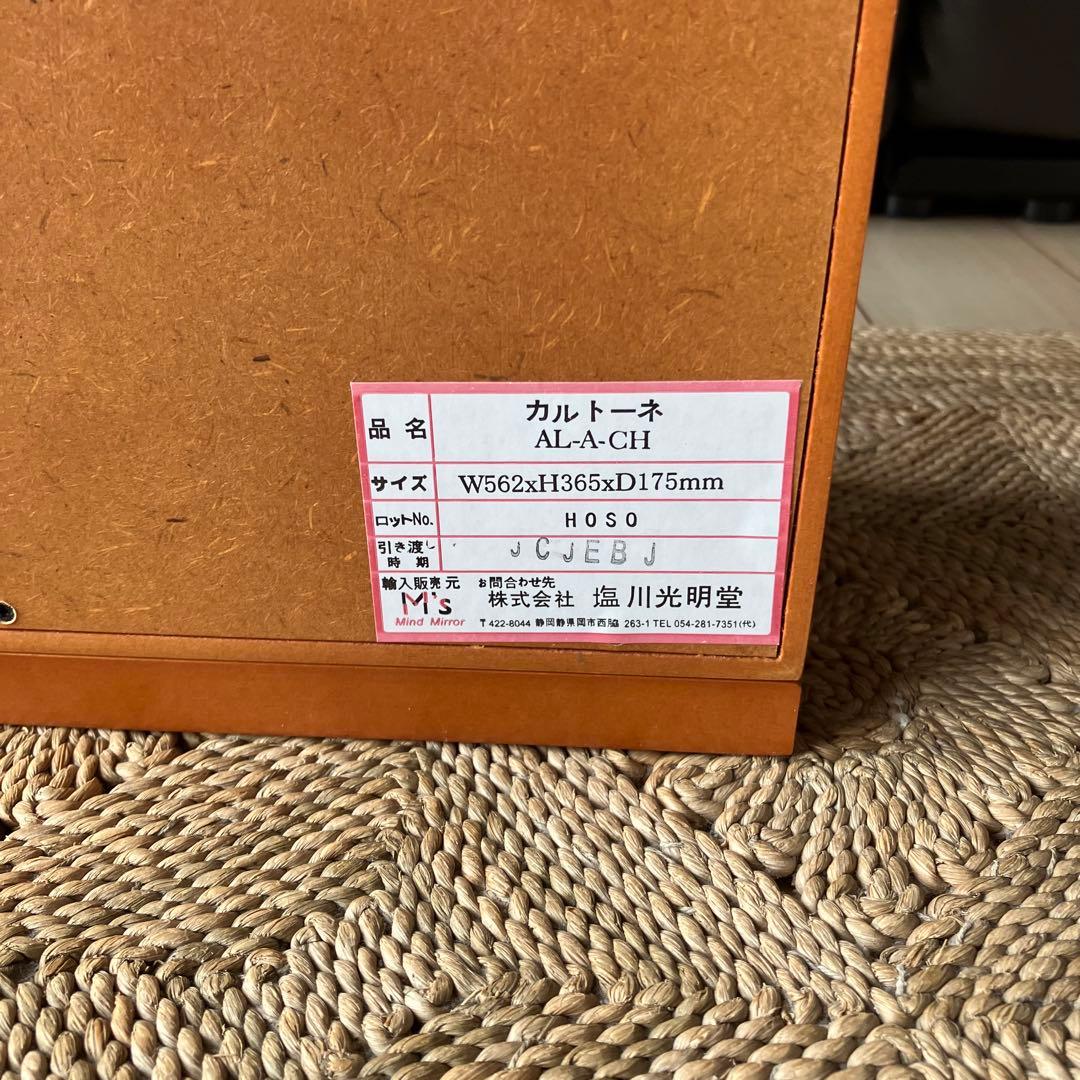 品名 カルトーネ
AL-A-CH
サイズ W562xH365xD175mm
ロットNo. HOSO
引き渡し時期 JCJEBJ
輸入販売元 お問合わせ先
M's 株式会社 塩川光明堂
Mind Mirror 〒422-8044 静岡静県岡市西脇 263-1 TEL 054-281-7351(代)